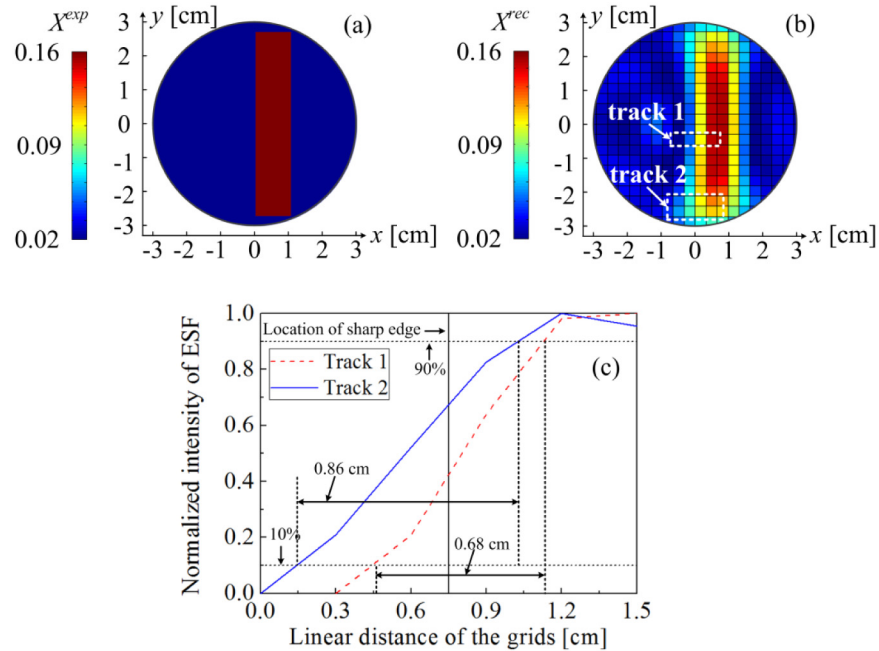 X^exp
0.16
0.09
0.02
y [cm]
(a)
3
2
1
0
-1
-2
-3
-3 -2 -1 0 1 2 3
x [cm]
X^rec
0.16
0.09
0.02
y [cm]
(b)
3
2
1
0
-1
-2
-3
track 1
track 2
-3 -2 -1 0 1 2 3
x [cm]
Normalized intensity of ESF
1.0
0.8
0.6
0.4
0.2
0.0
Location of sharp edge
90%
Track 1
Track 2
(c)
0.86 cm
10%
0.68 cm
0.0 0.3 0.6 0.9 1.2 1.5
Linear distance of the grids [cm]